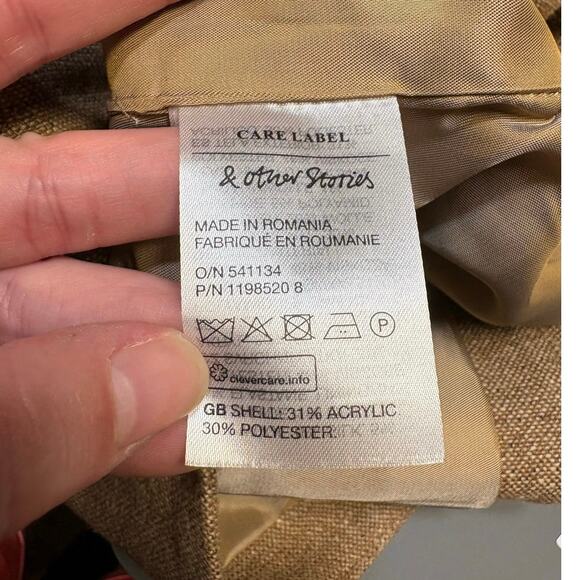 CARE LABEL
& other Stories
MADE IN ROMANIA
FABRIQUÉ EN ROUMANIE
O/N 541134
P/N 1198520 8
P
clevercare.info
GB SHELL: 31% ACRYLIC
30% POLYESTER